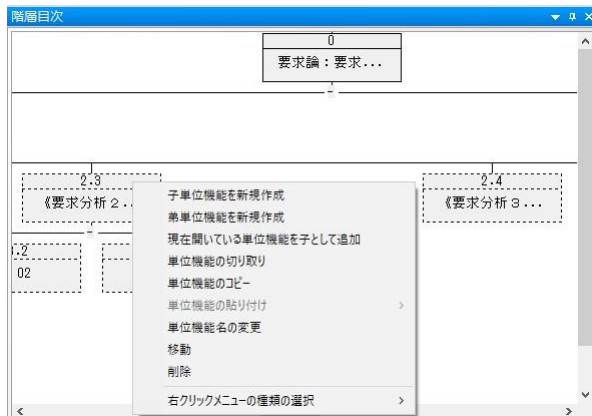 階層目次
0
要求論：要求...
2.3
《要求分析２...
2.4
《要求分析３...
.2
02
子単位機能を新規作成
弟単位機能を新規作成
現在開いている単位機能を子として追加
単位機能の切り取り
単位機能のコピー
単位機能の貼り付け
単位機能名の変更
移動
削除
右クリックメニューの種類の選択